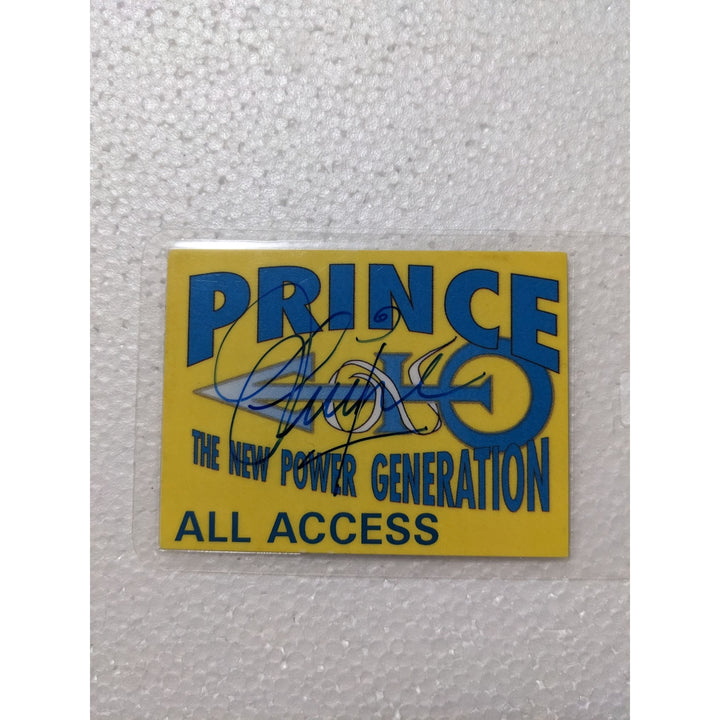 PRINCE
THE NEW POWER GENERATION
ALL ACCESS